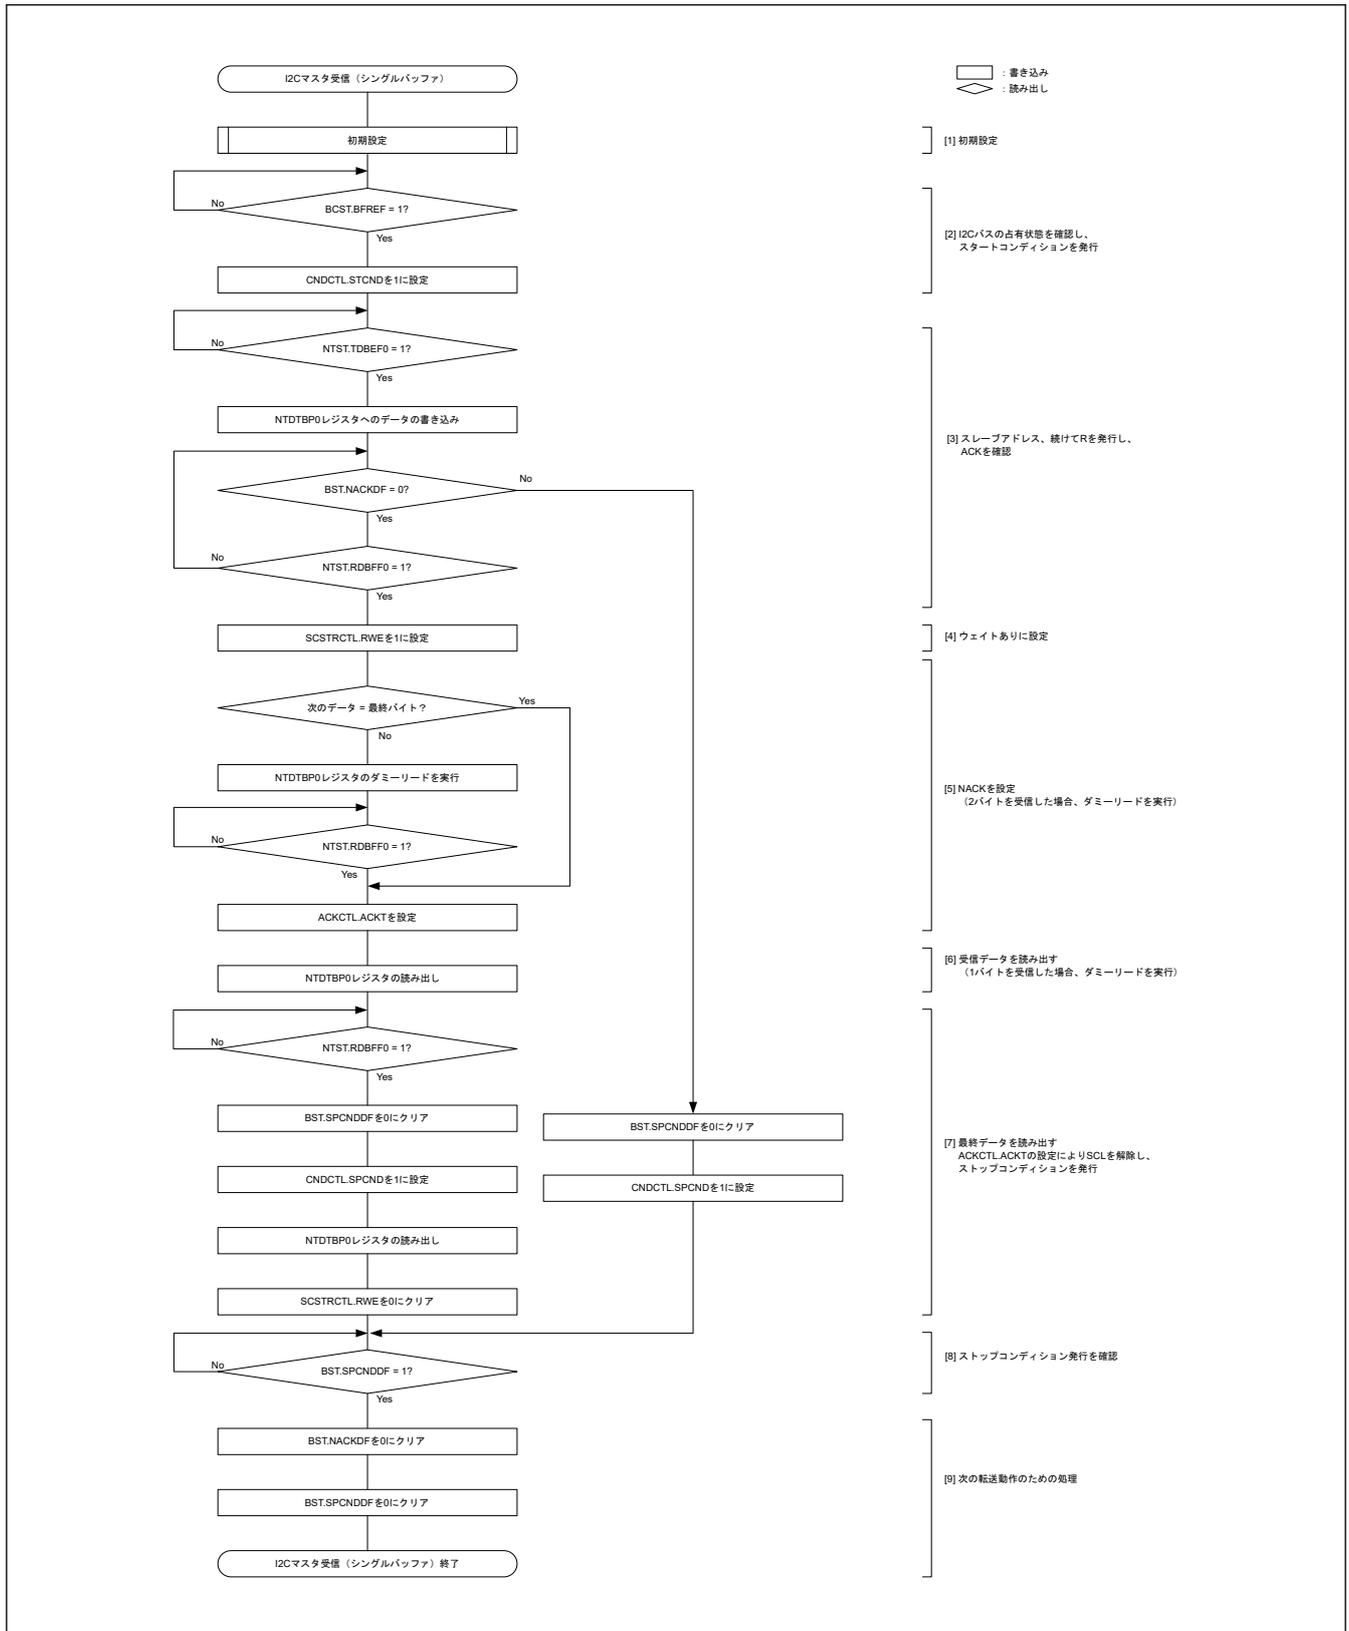 I2Cマスタ受信（シングルバッファ）
：書き込み
：読み出し
初期設定
[1] 初期設定
No
BCST.BFREF = 1?
Yes
[2] I2Cバスの占有状態を確認し、
スタートコンディションを発行
CNDCTL.STCNDを1に設定
No
NTST.TDBEF0 = 1?
Yes
NTDTBP0レジスタへのデータの書き込み
[3] スレーブアドレス、続けてRを発行し、
ACKを確認
BST.NACKDF = 0?
No
Yes
No
NTST.RDBFF0 = 1?
Yes
SCSTRCTL.RWEを1に設定
[4] ウェイトありに設定
次のデータ = 最終バイト？
Yes
No
NTDTBP0レジスタのダミーリードを実行
[5] NACKを設定
（2バイトを受信した場合、ダミーリードを実行）
No
NTST.RDBFF0 = 1?
Yes
ACKCTL.ACKTを設定
[6] 受信データを読み出す
（1バイトを受信した場合、ダミーリードを実行）
NTDTBP0レジスタの読み出し
No
NTST.RDBFF0 = 1?
Yes
BST.SPCNDDFを0にクリア
BST.SPCNDDFを0にクリア
[7] 最終データを読み出す
ACKCTL.ACKTの設定によりSCLを解除し、
ストップコンディションを発行
CNDCTL.SPCNDを1に設定
CNDCTL.SPCNDを1に設定
NTDTBP0レジスタの読み出し
SCSTRCTL.RWEを0にクリア
[8] ストップコンディション発行を確認
No
BST.SPCNDDF = 1?
Yes
BST.NACKDFを0にクリア
[9] 次の転送動作のための処理
BST.SPCNDDFを0にクリア
I2Cマスタ受信（シングルバッファ）終了